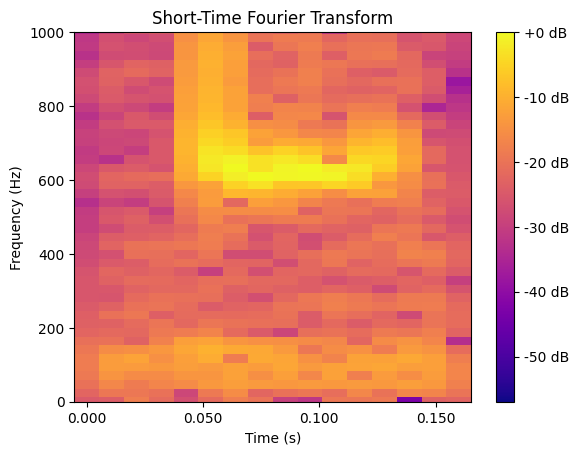 Short-Time Fourier Transform
1000
800
600
400
200
0
Frequency (Hz)
0.000
0.050
0.100
0.150
Time (s)
+0 dB
-10 dB
-20 dB
-30 dB
-40 dB
-50 dB